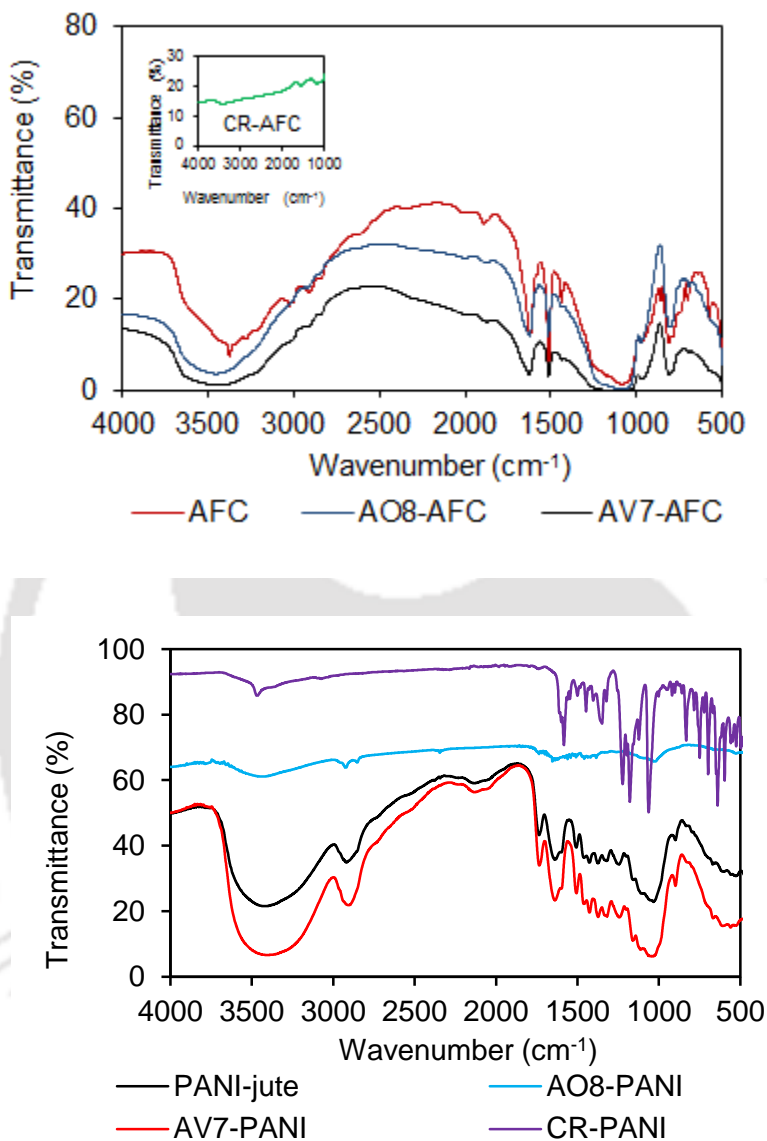 80
60
40
20
0
Transmittance (%)
30
20
10
0
Transmittance (%)
CR-AFC
4000 3000 2000 1000
Wavenumber (cm-1)
4000 3500 3000 2500 2000 1500 1000 500
Wavenumber (cm-1)
AFC AO8-AFC AV7-AFC
100
80
60
40
20
0
Transmittance (%)
4000 3500 3000 2500 2000 1500 1000 500
Wavenumber (cm-1)
PANI-jute AO8-PANI
AV7-PANI CR-PANI